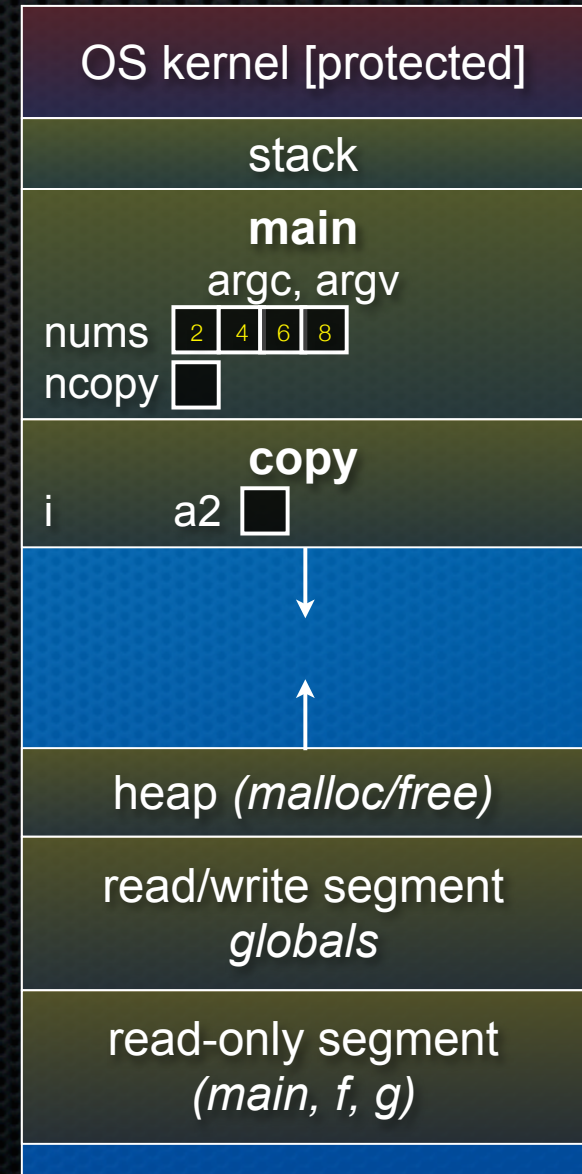 OS kernel [protected]
stack
main
argc, argv
nums 2 4 6 8
ncopy
copy
i a2
heap (malloc/free)
read/write segment
globals
read-only segment
(main, f, g)